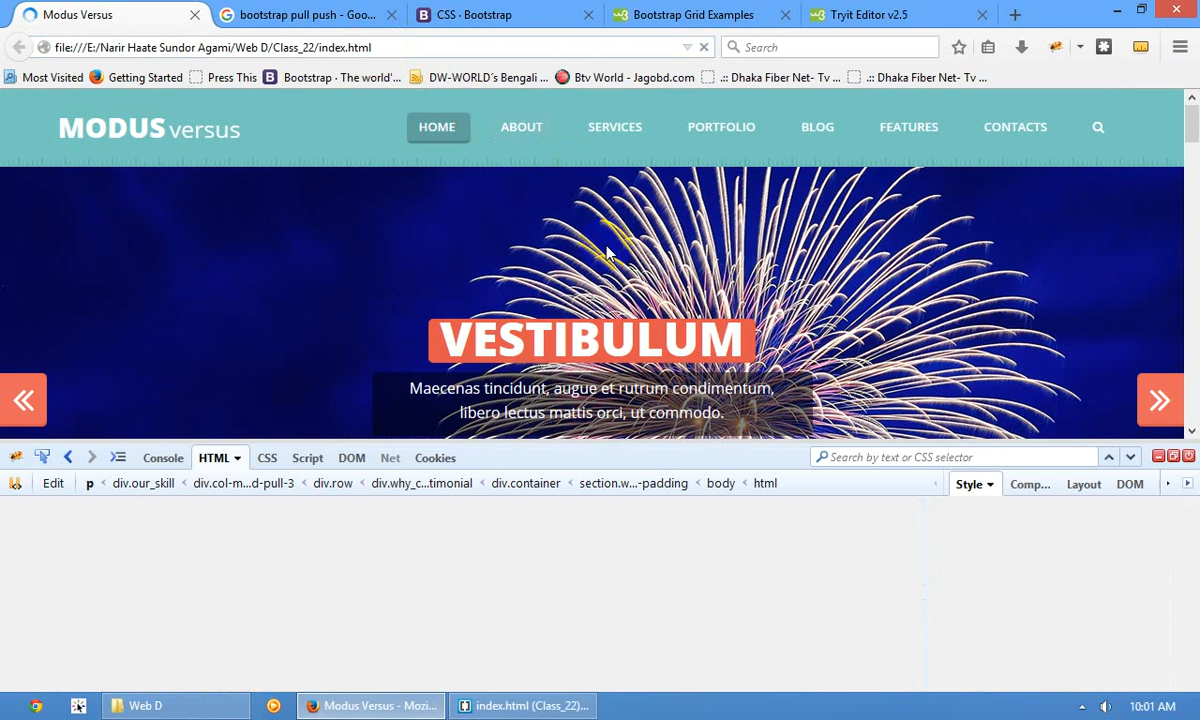 Modus Versus
bootstrap pull push - Goo...
CSS · Bootstrap
Bootstrap Grid Examples
Tryit Editor v2.5
file:///E:/Narir Haate Sundor Agami/Web D/Class_22/index.html
Search
Most Visited
Getting Started
Press This
Bootstrap · The world'...
DW-WORLD´s Bengali ...
Btv World - Jagobd.com
.:: Dhaka Fiber Net- Tv ...
.:: Dhaka Fiber Net- Tv ...
MODUS versus
HOME
ABOUT
SERVICES
PORTFOLIO
BLOG
FEATURES
CONTACTS
VESTIBULUM
Maecenas tincidunt, augue et rutrum condimentum,
libero lectus mattis orci, ut commodo.
Console
HTML
CSS
Script
DOM
Net
Cookies
Search by text or CSS selector
Edit
p < div.our_skill < div.col-m...d-pull-3 < div.row < div.why_c...timonial < div.container < section.w...-padding < body < html
Style
Comp...
Layout
DOM
Web D
Modus Versus - Mozi...
index.html (Class_22)...
10:01 AM